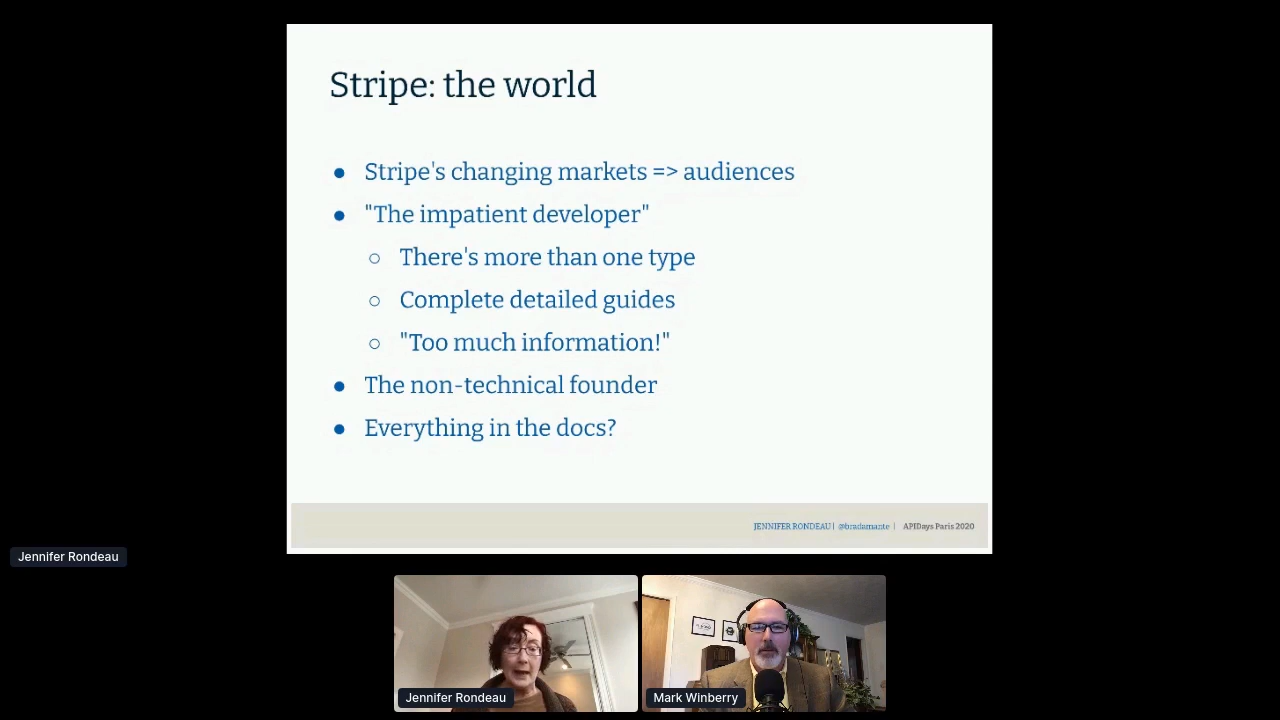 Stripe: the world
● Stripe's changing markets => audiences
● "The impatient developer"
○ There's more than one type
○ Complete detailed guides
○ "Too much information!"
● The non-technical founder
● Everything in the docs?
JENNIFER RONDEAU | @bradamante | APIDays Paris 2020
Jennifer Rondeau
Jennifer Rondeau
Mark Winberry